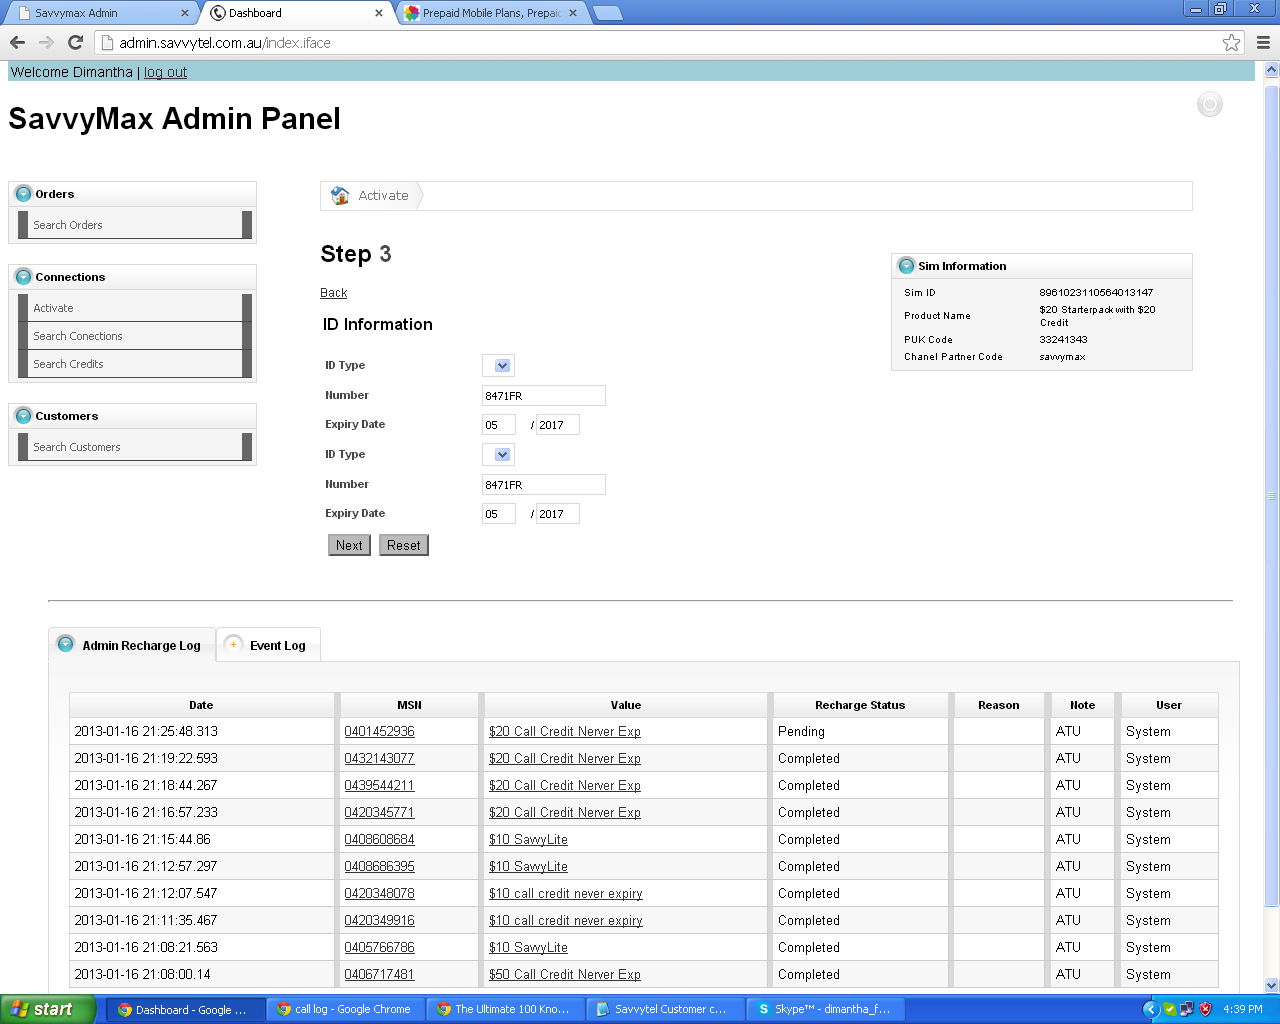 Savvymax Admin
Dashboard
Prepaid Mobile Plans, Prepai
admin.savvytel.com.au/index.iface
Welcome Dimantha | log out
SavvyMax Admin Panel
Orders
Search Orders
Connections
Activate
Search Conections
Search Credits
Customers
Search Customers
Activate
Step 3
Back
ID Information
ID Type
Number 8471FR
Expiry Date 05 / 2017
ID Type
Number 8471FR
Expiry Date 05 / 2017
Next Reset
Sim Information
Sim ID 8961023110564013147
Product Name $20 Starterpack with $20
Credit
PUK Code 33241343
Chanel Partner Code savvymax
Admin Recharge Log Event Log
Date MSN Value Recharge Status Reason Note User
2013-01-16 21:25:48.313 0401452936 $20 Call Credit Nerver Exp Pending ATU System
2013-01-16 21:19:22.593 0432143077 $20 Call Credit Nerver Exp Completed ATU System
2013-01-16 21:18:44.267 0439544211 $20 Call Credit Nerver Exp Completed ATU System
2013-01-16 21:16:57.233 0420345771 $20 Call Credit Nerver Exp Completed ATU System
2013-01-16 21:15:44.86 0408608684 $10 SavvyLite Completed ATU System
2013-01-16 21:12:57.297 0408686395 $10 SavvyLite Completed ATU System
2013-01-16 21:12:07.547 0420348078 $10 call credit never expiry Completed ATU System
2013-01-16 21:11:35.467 0420349916 $10 call credit never expiry Completed ATU System
2013-01-16 21:08:21.563 0405766786 $10 SavvyLite Completed ATU System
2013-01-16 21:08:00.14 0406717481 $50 Call Credit Nerver Exp Completed ATU System
start
Dashboard - Google ...
call log - Google Chrome
The Ultimate 100 Kno...
Savvytel Customer c...
Skype™ - dimantha_f...
4:39 PM